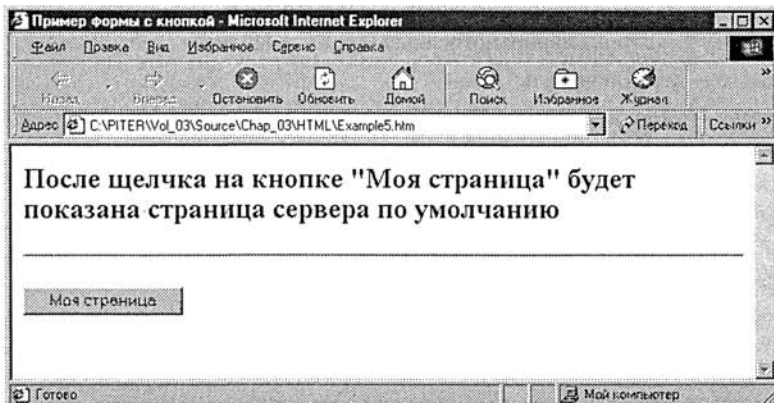 Пример формы с кнопкой - Microsoft Internet Explorer
Файл Правка Вид Избранное Сервис Справка
Назад Вперед Остановить Обновить Домой Поиск Избранное Журнал »
Адрес C:\PITER\Vol_03\Source\Chap_03\HTML\Example5.htm Переход Ссылки »
После щелчка на кнопке "Моя страница" будет
показана страница сервера по умолчанию
Моя страница
Готово Мой компьютер